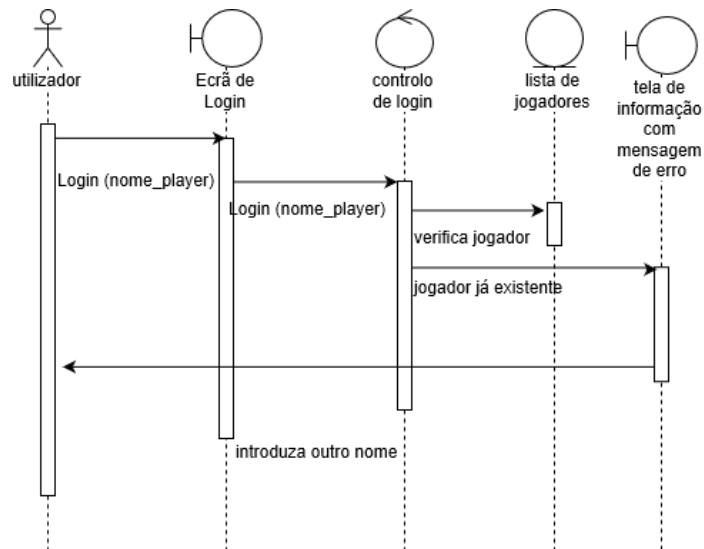 utilizador
Ecrã de
Login
controlo
de login
lista de
jogadores
tela de
informação
com
mensagem
de erro
Login (nome_player)
Login (nome_player)
verifica jogador
jogador já existente
introduza outro nome